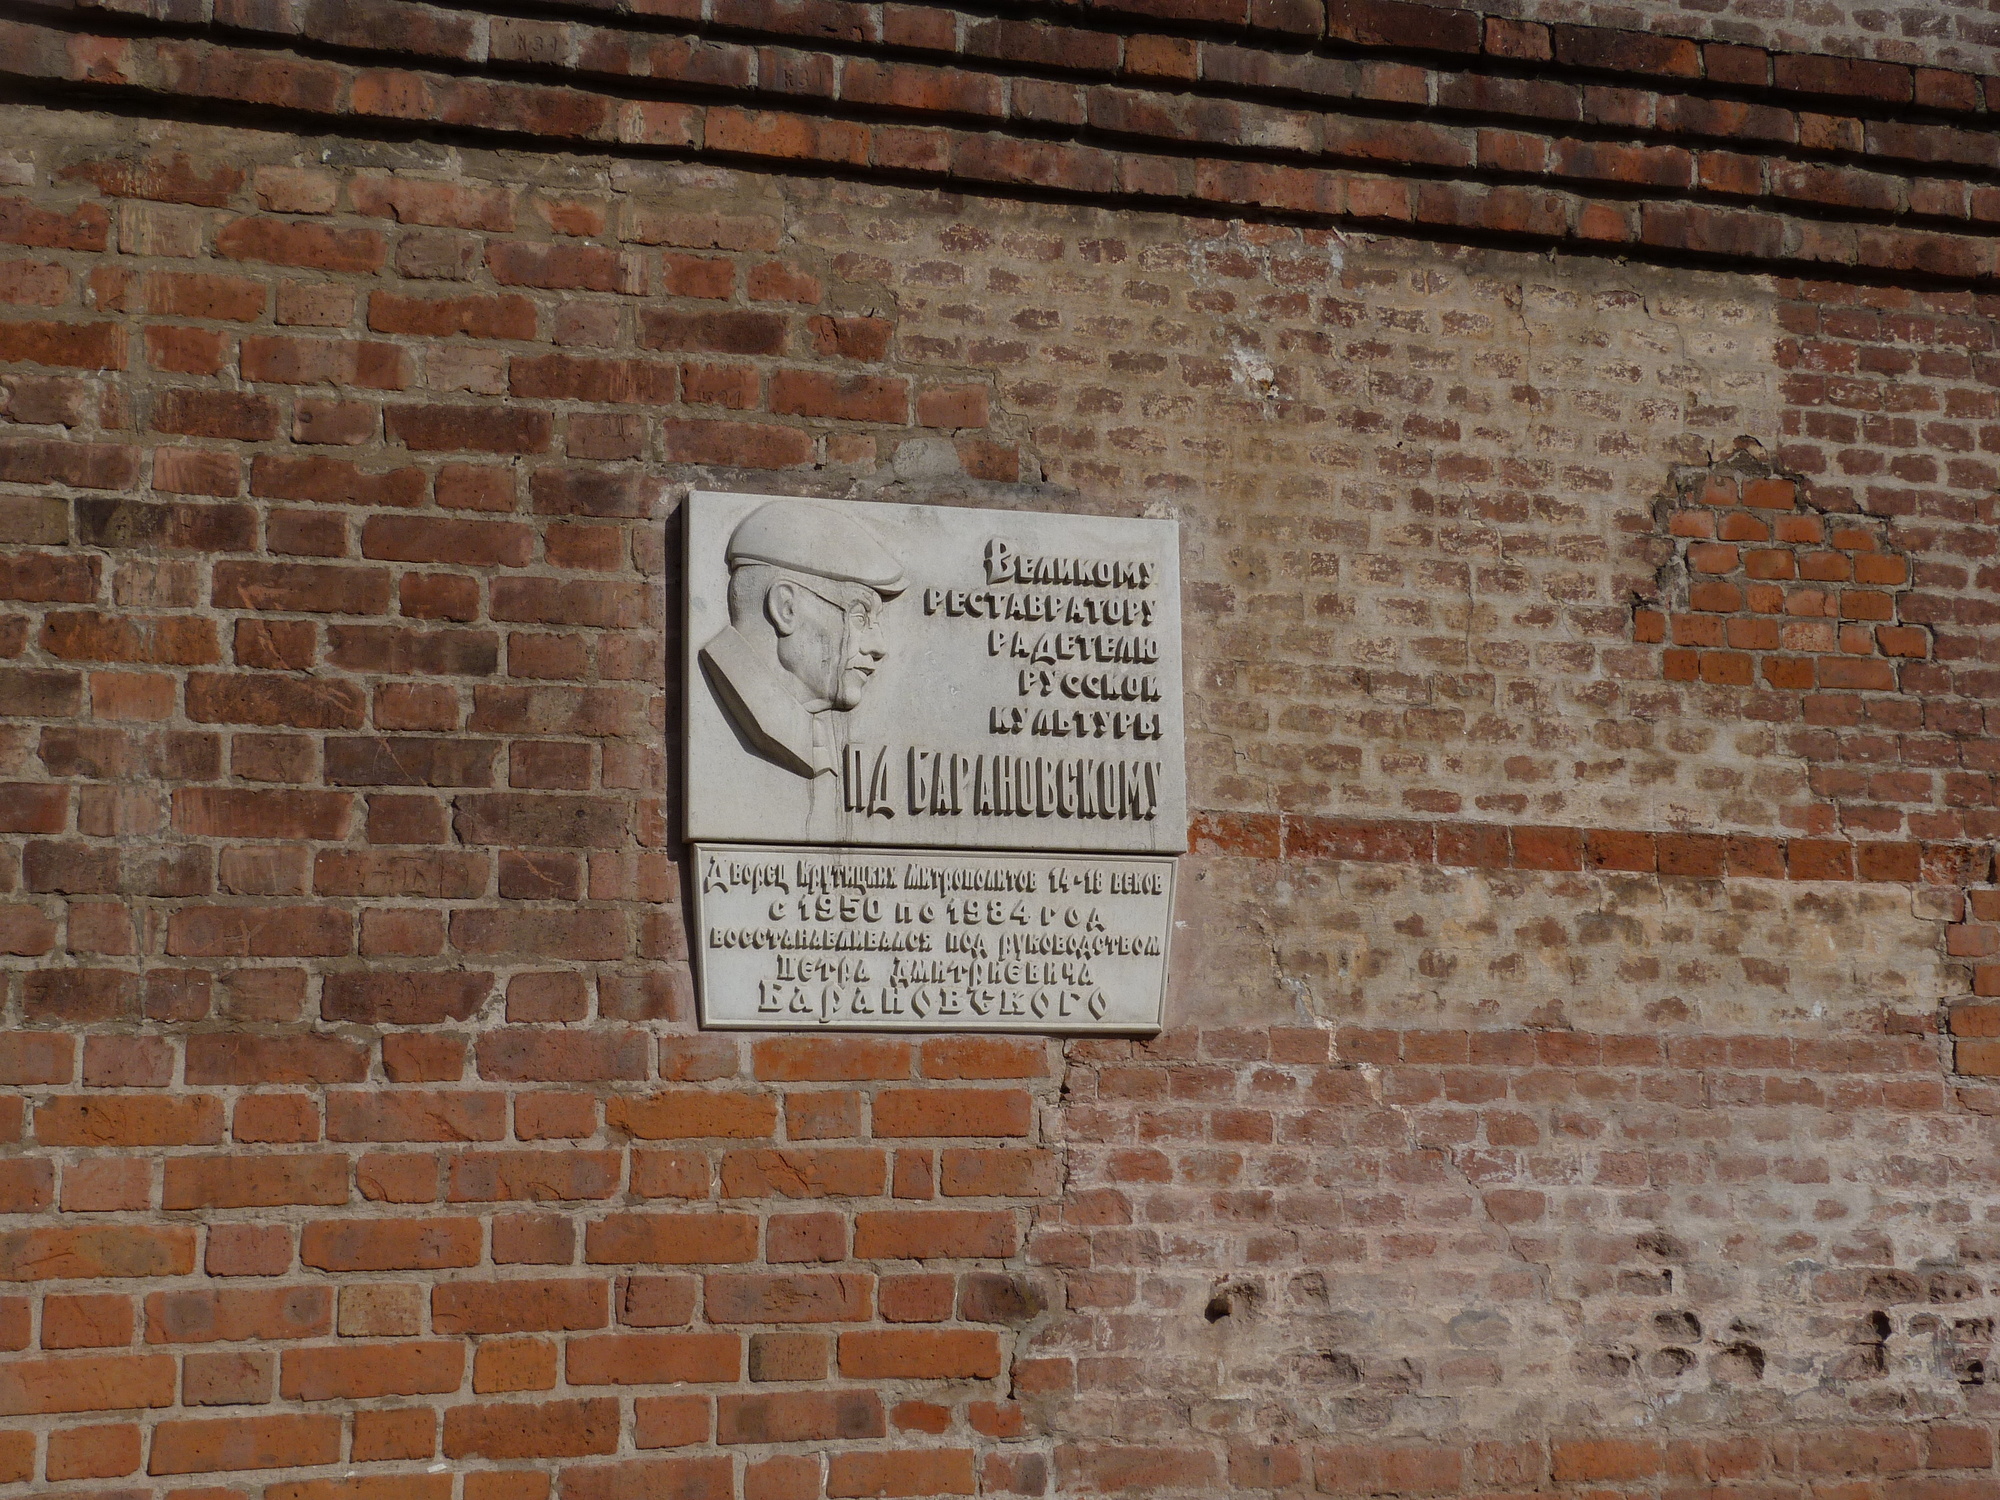 Великому
реставратору
радетелю
русской
культуры
ПД Барановскому
Дворец Крутицких митрополитов 14-18 веков
с 1950 по 1984 год
восстанавливался под руководством
Петра Дмитриевича
Барановского